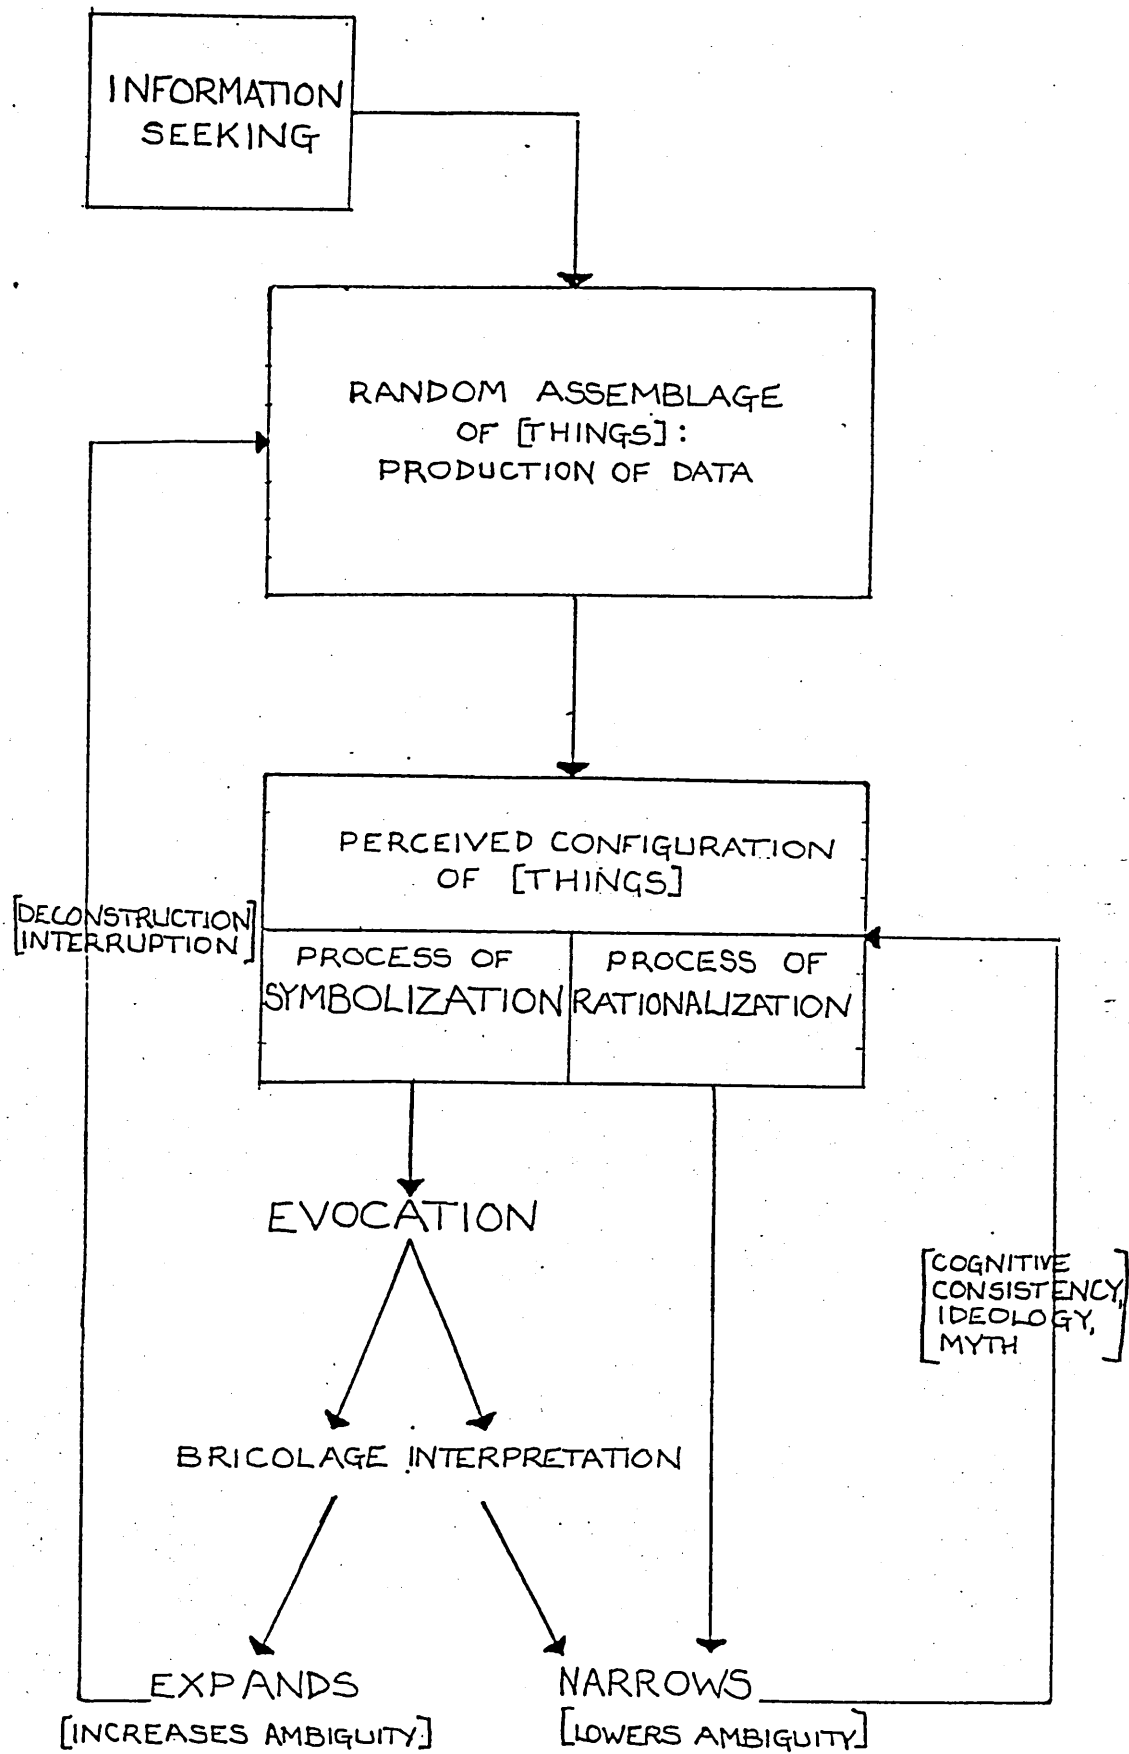 INFORMATION
SEEKING
RANDOM ASSEMBLAGE
OF [THINGS]:
PRODUCTION OF DATA
PERCEIVED CONFIGURATION
OF [THINGS]
[DECONSTRUCTION]
[INTERRUPTION]
PROCESS OF
SYMBOLIZATION
PROCESS OF
RATIONALIZATION
EVOCATION
[COGNITIVE
CONSISTENCY,
IDEOLOGY,
MYTH]
BRICOLAGE INTERPRETATION
EXPANDS
[INCREASES AMBIGUITY]
NARROWS
[LOWERS AMBIGUITY]